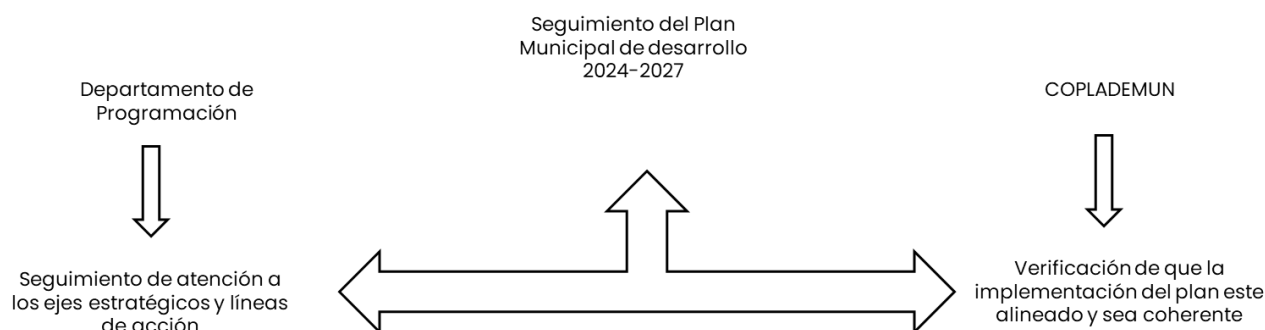 Seguimiento del Plan
Municipal de desarrollo
2024-2027
Departamento de
Programación
COPLADEMUN
Seguimiento de atención a
los ejes estratégicos y líneas
de acción
Verificación de que la
implementación del plan este
alineado y sea coherente